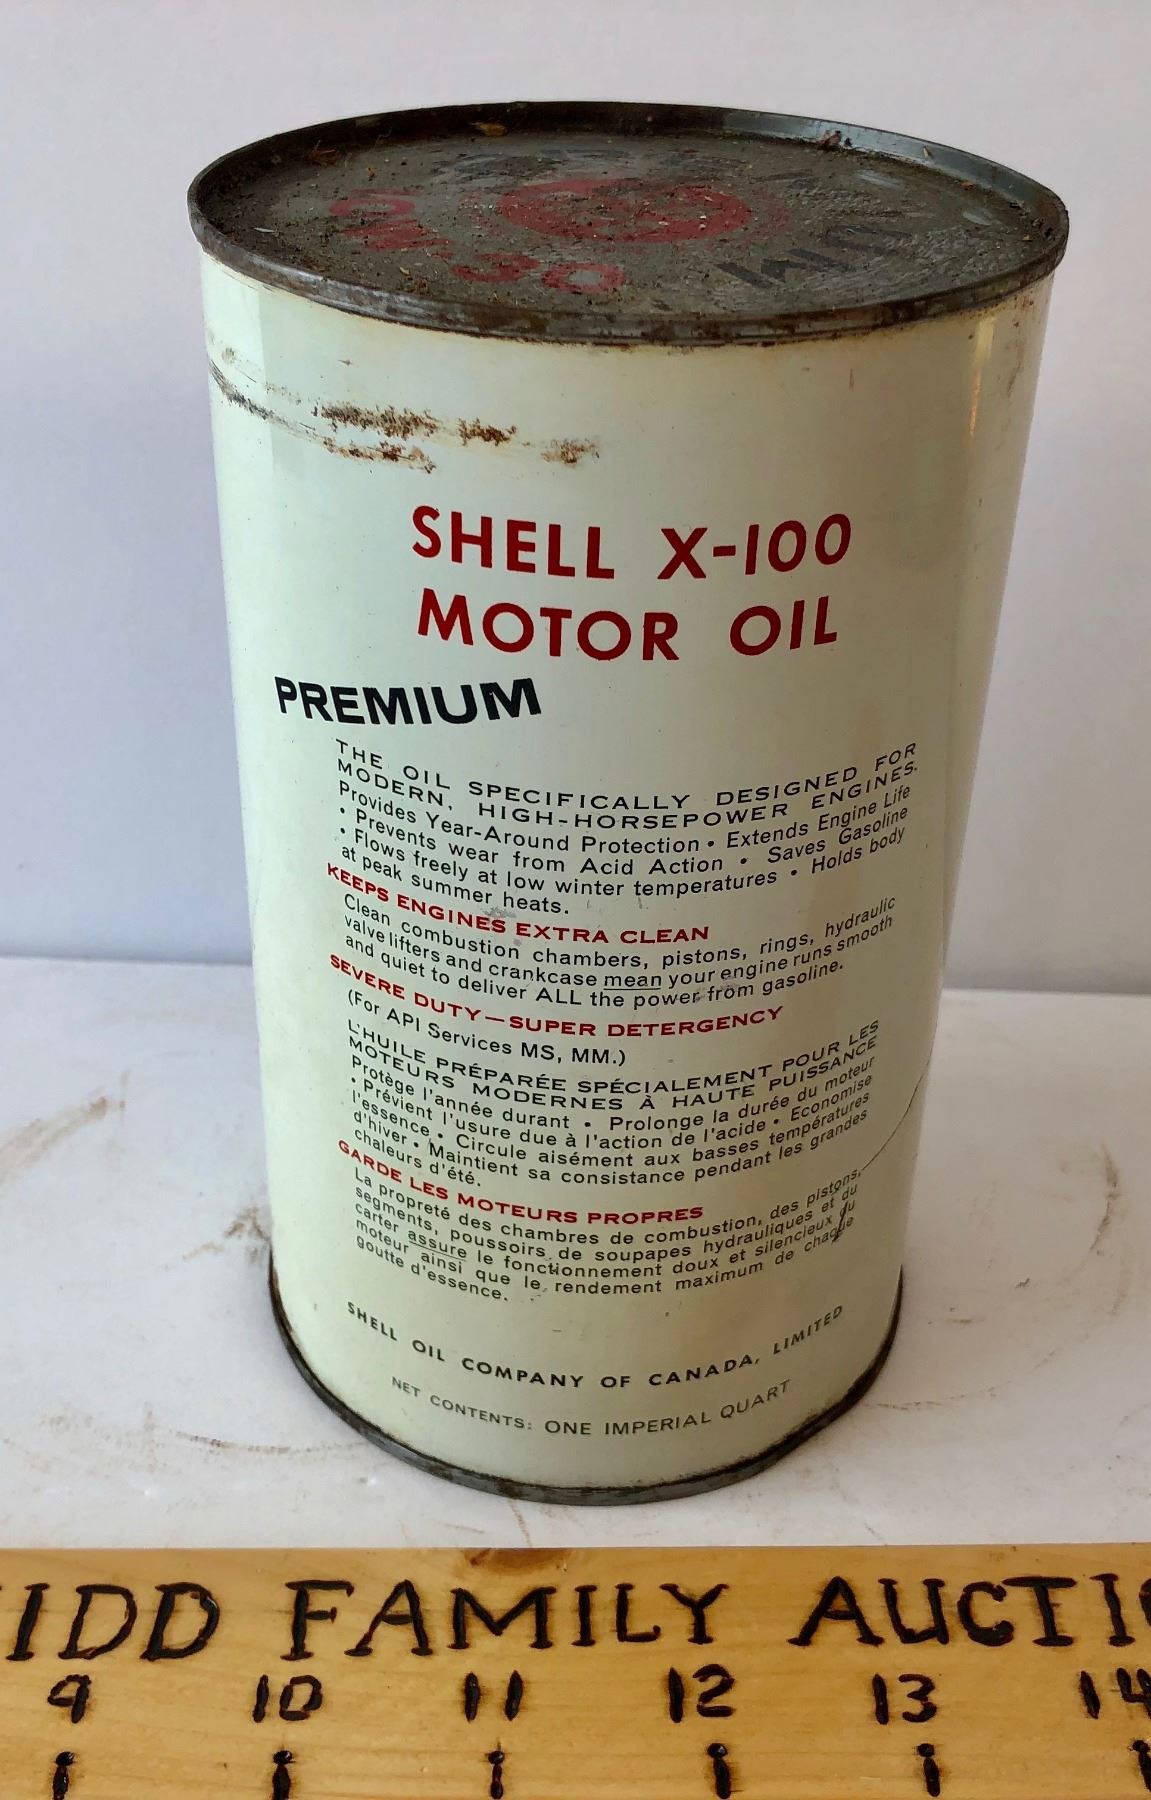 10W-30
SHELL X-100
MOTOR OIL
PREMIUM
THE OIL SPECIFICALLY DESIGNED FOR
MODERN, HIGH-HORSEPOWER ENGINES.
Provides Year-Around Protection • Extends Engine Life
• Prevents wear from Acid Action • Saves Gasoline
• Flows freely at low winter temperatures • Holds body
at peak summer heats.
KEEPS ENGINES EXTRA CLEAN
Clean combustion chambers, pistons, rings, hydraulic
valve lifters and crankcase mean your engine runs smooth
and quiet to deliver ALL the power from gasoline.
SEVERE DUTY—SUPER DETERGENCY
(For API Services MS, MM.)
L'HUILE PRÉPARÉE SPÉCIALEMENT POUR LES
MOTEURS MODERNES À HAUTE PUISSANCE
Protège l'année durant • Prolonge la durée du moteur
• Prévient l'usure due à l'action de l'acide • Economise
l'essence • Circule aisément aux basses températures
d'hiver • Maintient sa consistance pendant les grandes
chaleurs d'été.
GARDE LES MOTEURS PROPRES
La propreté des chambres de combustion, des pistons,
segments, poussoirs de soupapes hydrauliques et du
carter assure le fonctionnement doux et silencieux du
moteur ainsi que le rendement maximum de chaque
goutte d'essence.
SHELL OIL COMPANY OF CANADA, LIMITED
NET CONTENTS: ONE IMPERIAL QUART
IDD FAMILY AUCTI
9 10 11 12 13 14